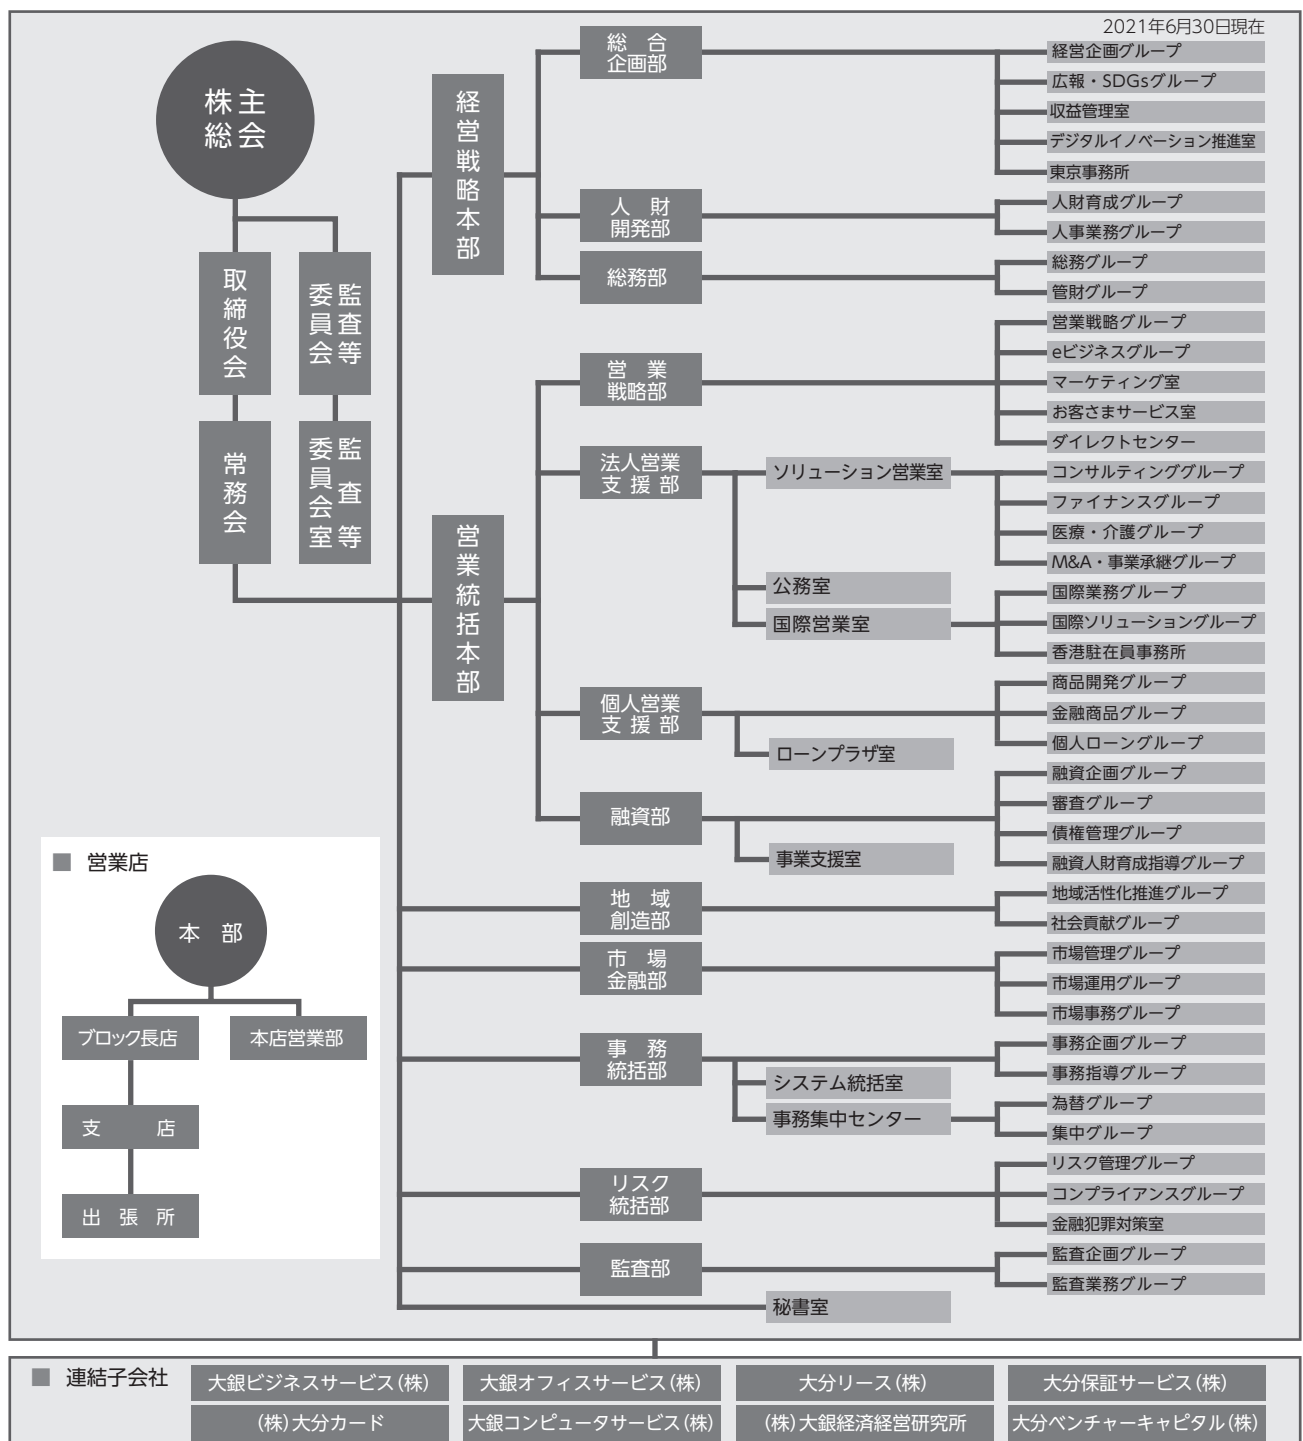 2021年6月30日現在
株主
総会
取締役会
監査等
委員会
常務会
監査等
委員会室
経営戦略本部
総合
企画部
経営企画グループ
広報・SDGsグループ
収益管理室
デジタルイノベーション推進室
東京事務所
人財
開発部
人財育成グループ
人事業務グループ
総務部
総務グループ
管財グループ
営業統括本部
営業
戦略部
営業戦略グループ
eビジネスグループ
マーケティング室
お客さまサービス室
ダイレクトセンター
法人営業
支援部
ソリューション営業室
コンサルティンググループ
ファイナンスグループ
医療・介護グループ
M&A・事業承継グループ
公務室
国際営業室
国際業務グループ
国際ソリューショングループ
香港駐在員事務所
個人営業
支援部
商品開発グループ
金融商品グループ
個人ローングループ
ローンプラザ室
融資部
融資企画グループ
審査グループ
債権管理グループ
融資人財育成指導グループ
事業支援室
地域
創造部
地域活性化推進グループ
社会貢献グループ
市場
金融部
市場管理グループ
市場運用グループ
市場事務グループ
事務
統括部
事務企画グループ
事務指導グループ
システム統括室
事務集中センター
為替グループ
集中グループ
リスク
統括部
リスク管理グループ
コンプライアンスグループ
金融犯罪対策室
監査部
監査企画グループ
監査業務グループ
秘書室
■ 営業店
本部
ブロック長店
本店営業部
支店
出張所
■ 連結子会社
大銀ビジネスサービス(株)
大銀オフィスサービス(株)
大分リース(株)
大分保証サービス(株)
(株)大分カード
大銀コンピュータサービス(株)
(株)大銀経済経営研究所
大分ベンチャーキャピタル(株)